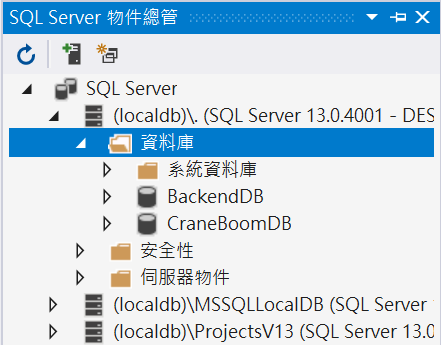 SQL Server 物件總管
SQL Server
(localdb)\. (SQL Server 13.0.4001 - DES
資料庫
系統資料庫
BackendDB
CraneBoomDB
安全性
伺服器物件
(localdb)\MSSQLLocalDB (SQL Server
(localdb)\ProjectsV13 (SQL Server 13.0